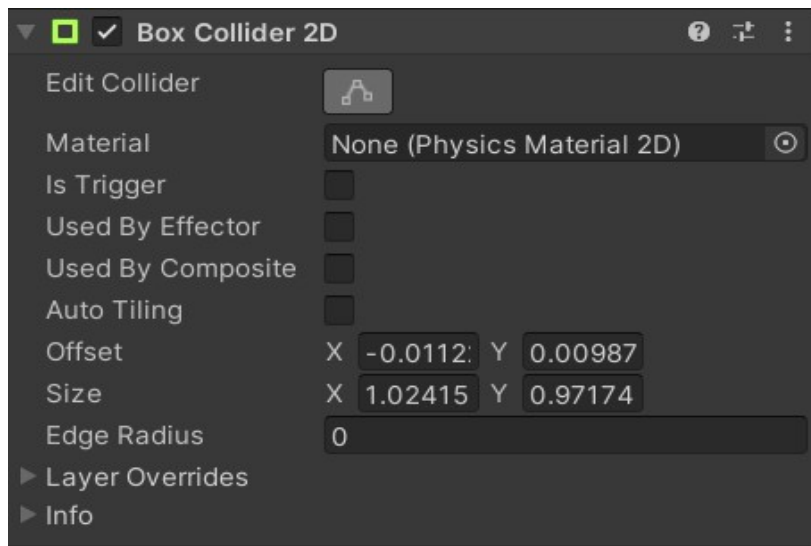 Box Collider 2D
Edit Collider
Material None (Physics Material 2D)
Is Trigger
Used By Effector
Used By Composite
Auto Tiling
Offset X -0.0112 Y 0.00987
Size X 1.02415 Y 0.97174
Edge Radius 0
Layer Overrides
Info